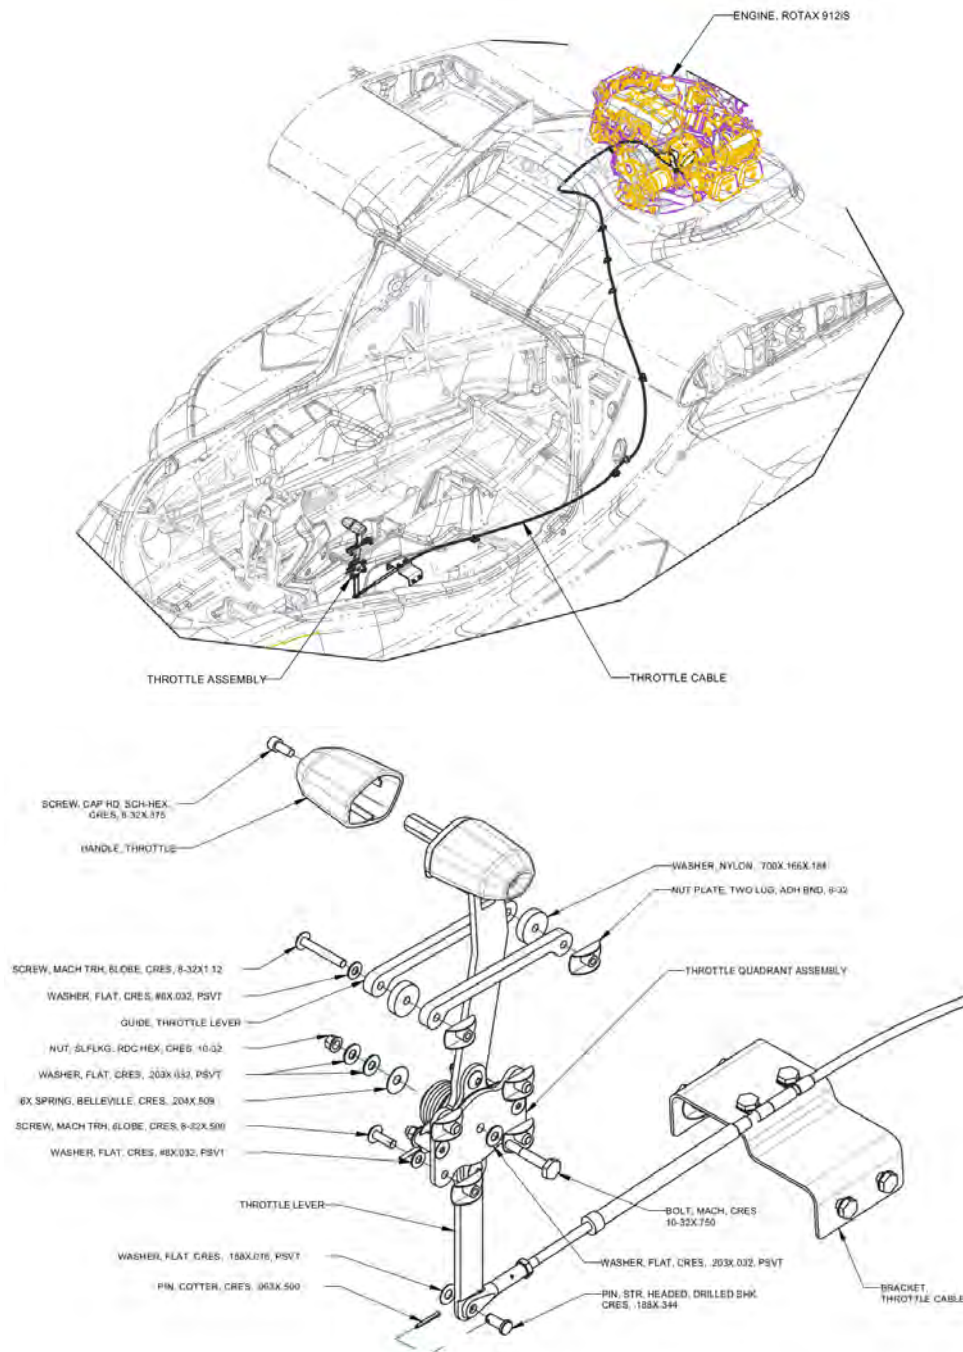 ENGINE, ROTAX 912iS
THROTTLE ASSEMBLY
THROTTLE CABLE
SCREW, CAP HD, SCH-HEX,
CRES, 8-32X.375
HANDLE, THROTTLE
WASHER, NYLON, .700X.166X.188
NUT PLATE, TWO LUG, ADH BND, 8-32
SCREW, MACH TRH, 6LOBE, CRES, 8-32X1.12
THROTTLE QUADRANT ASSEMBLY
WASHER, FLAT, CRES, #8X.032, PSVT
GUIDE, THROTTLE LEVER
NUT, SLFLKG, RDC HEX, CRES, 10-32
WASHER, FLAT, CRES, .203X.032, PSVT
6X SPRING, BELLEVILLE, CRES, .204X.509
SCREW, MACH TRH, 6LOBE, CRES, 8-32X.500
WASHER, FLAT, CRES, #8X.032, PSVT
THROTTLE LEVER
BOLT, MACH, CRES
10-32X.750
WASHER, FLAT, CRES, .188X.016, PSVT
WASHER, FLAT, CRES, .203X.032, PSVT
PIN, COTTER, CRES, .063X.500
PIN, STR, HEADED, DRILLED SHK,
CRES, .188X.344
BRACKET,
THROTTLE CABLE